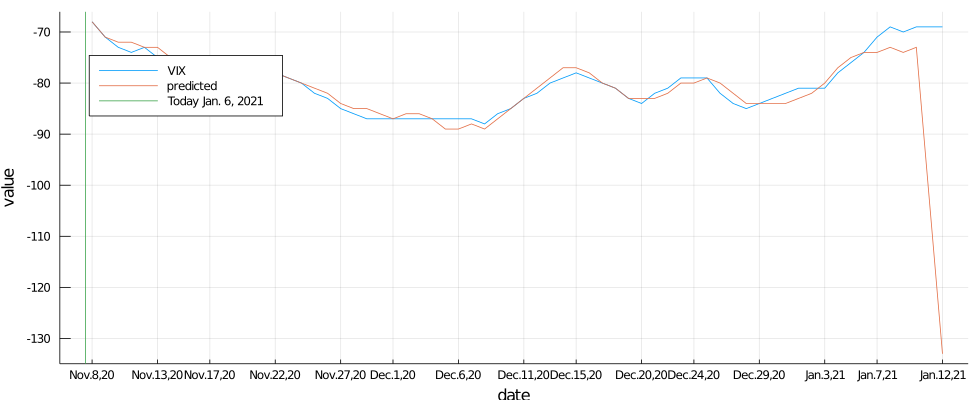 -70
-80
-90
-100
-110
-120
-130
value
VIX
predicted
Today Jan. 6, 2021
Nov.8,20 Nov.13,20 Nov.17,20 Nov.22,20 Nov.27,20 Dec.1,20 Dec.6,20 Dec.11,20 Dec.15,20 Dec.20,20 Dec.24,20 Dec.29,20 Jan.3,21 Jan.7,21 Jan.12,21
date